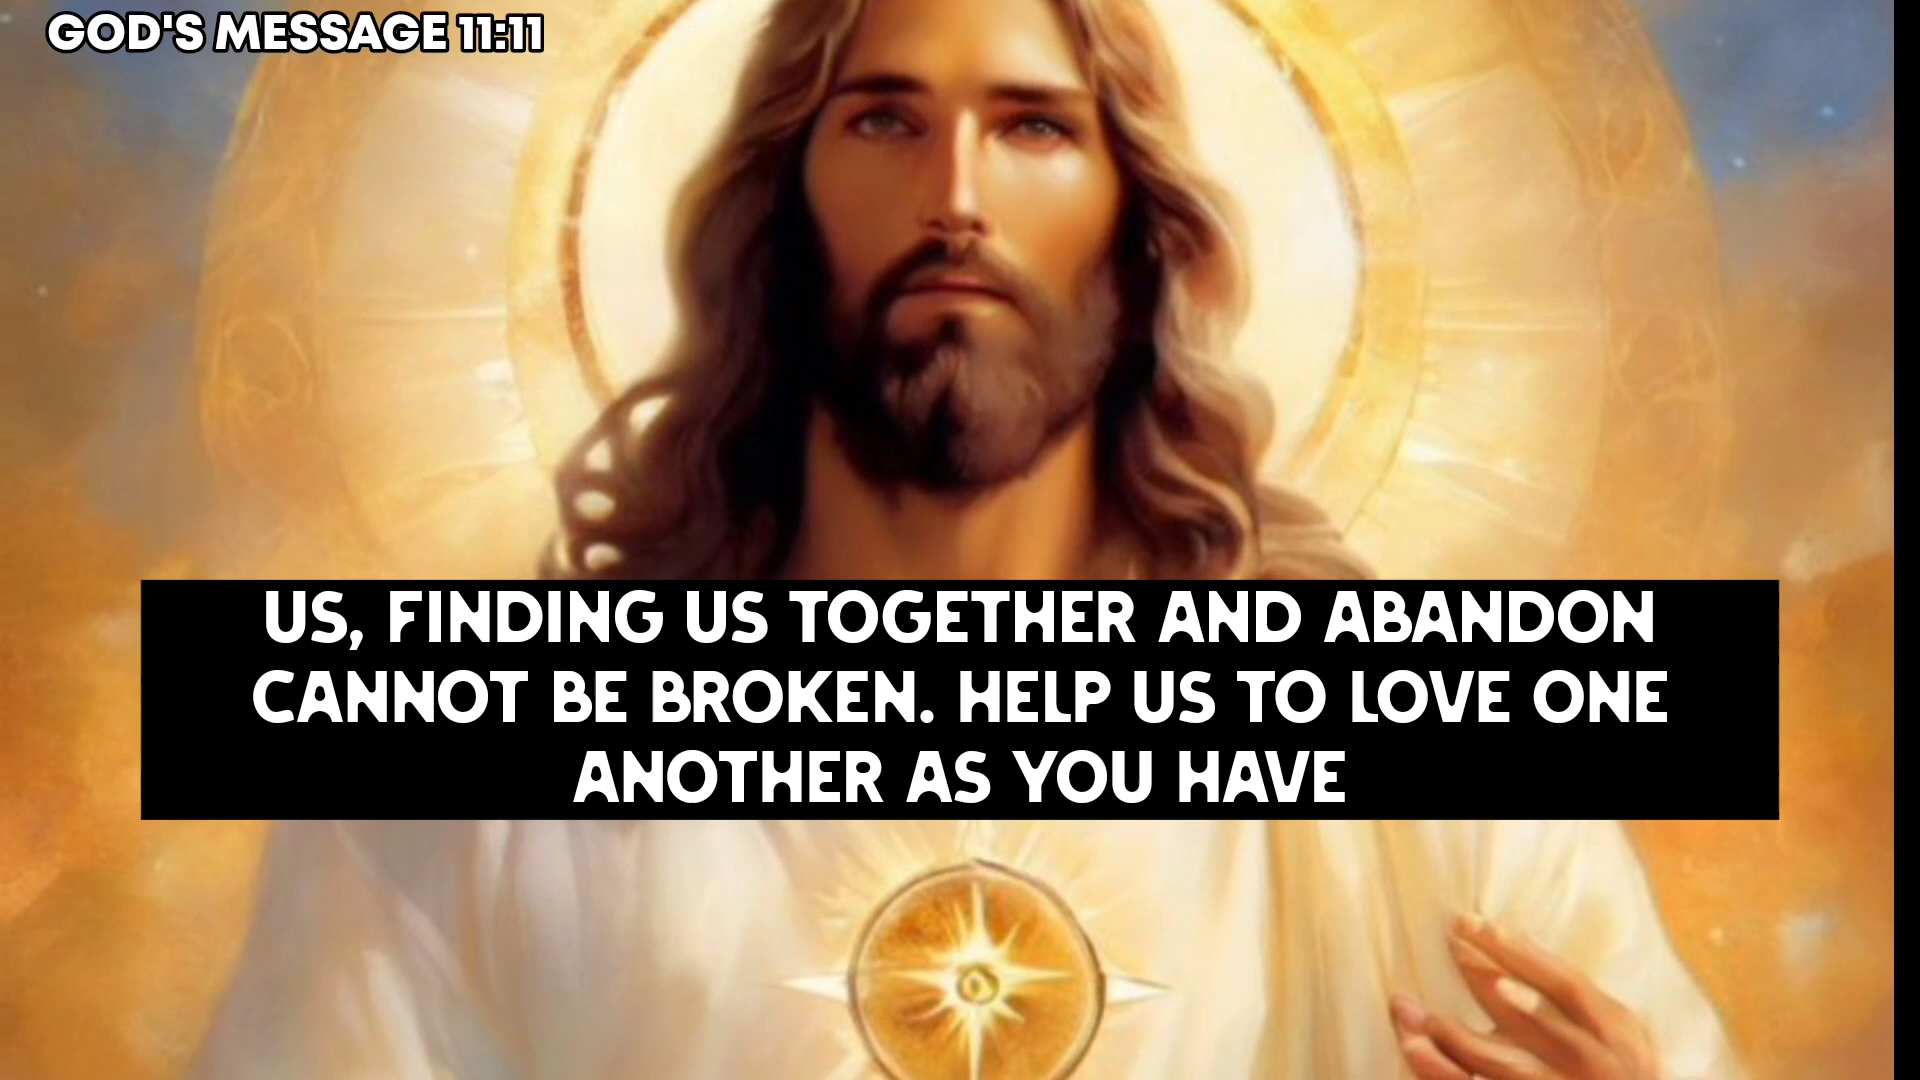 GOD'S MESSAGE 11:11
US, FINDING US TOGETHER AND ABANDON
CANNOT BE BROKEN. HELP US TO LOVE ONE
ANOTHER AS YOU HAVE